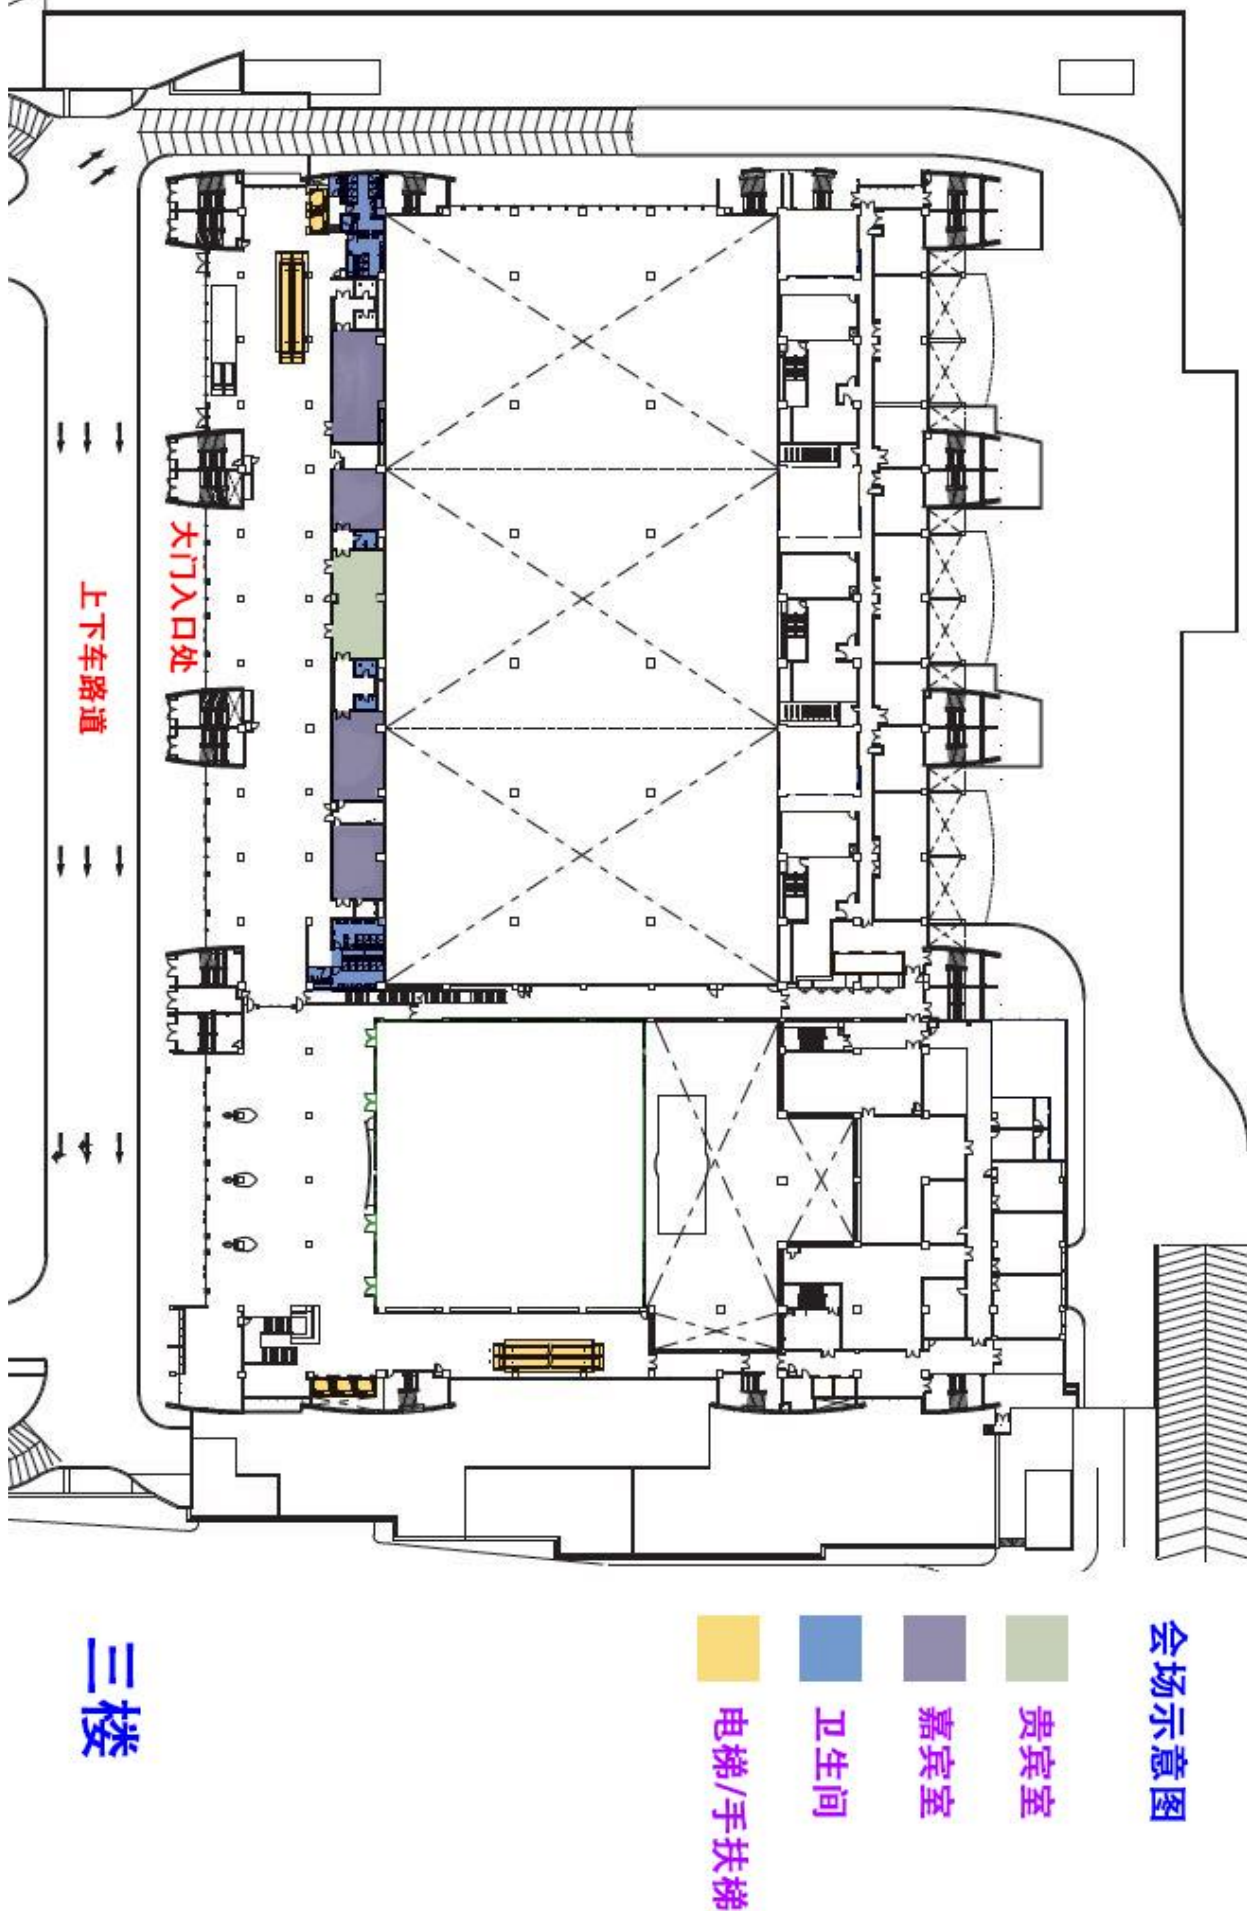 会场示意图
贵宾室
嘉宾室
卫生间
电梯/手扶梯
大门入口处
上下车路道
三楼